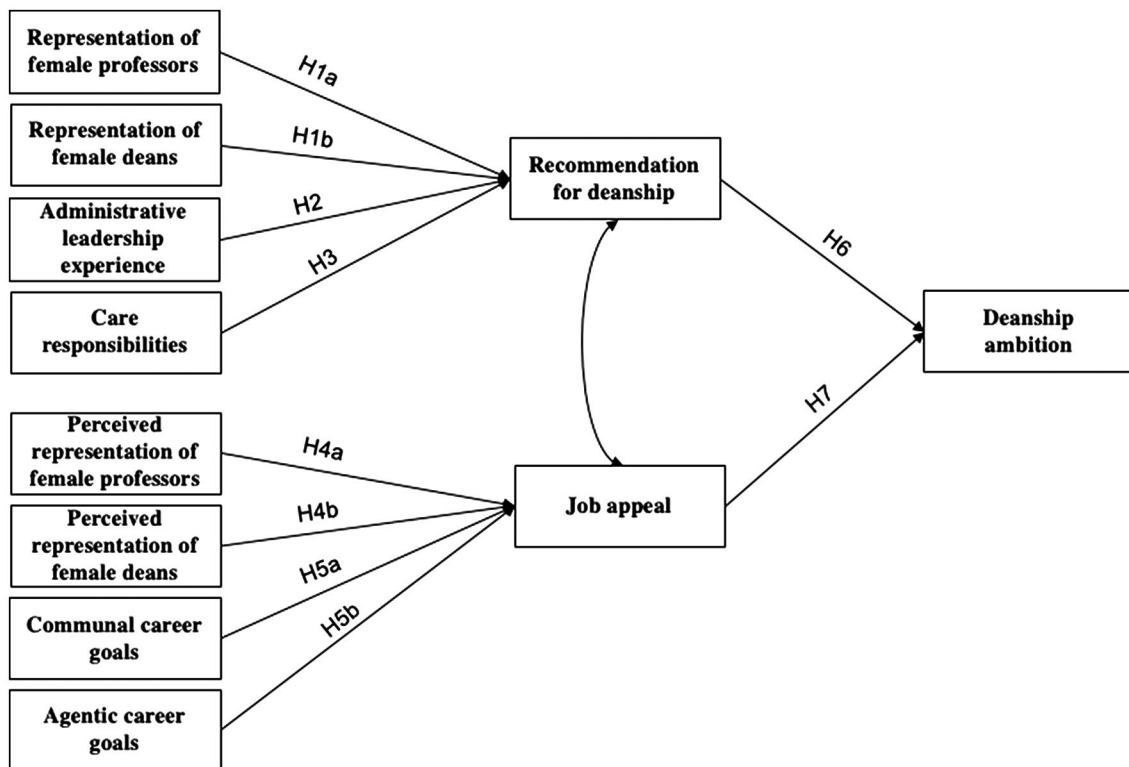 Representation of
female professors
H1a
Representation of
female deans
H1b
Administrative
leadership
experience
H2
Care
responsibilities
H3
Recommendation
for deanship
H6
Deanship
ambition
Perceived
representation of
female professors
H4a
Perceived
representation of
female deans
H4b
Communal career
goals
H5a
Agentic career
goals
H5b
Job appeal
H7